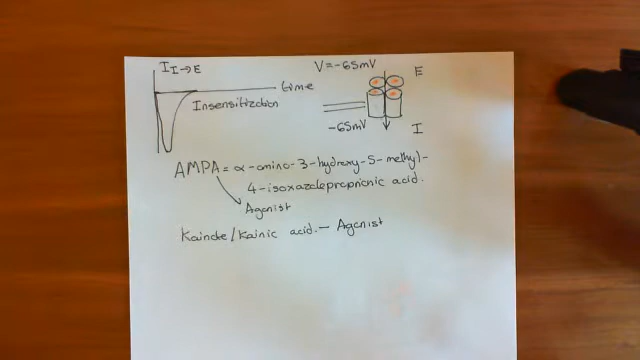 I I→E
V=-65mV
E
time
Insensitization
-65mV
I
AMPA = α-amino-3-hydroxy-5-methyl-
4-isoxazolepropionic acid.
Agonist
Kainate/Kainic acid. – Agonist